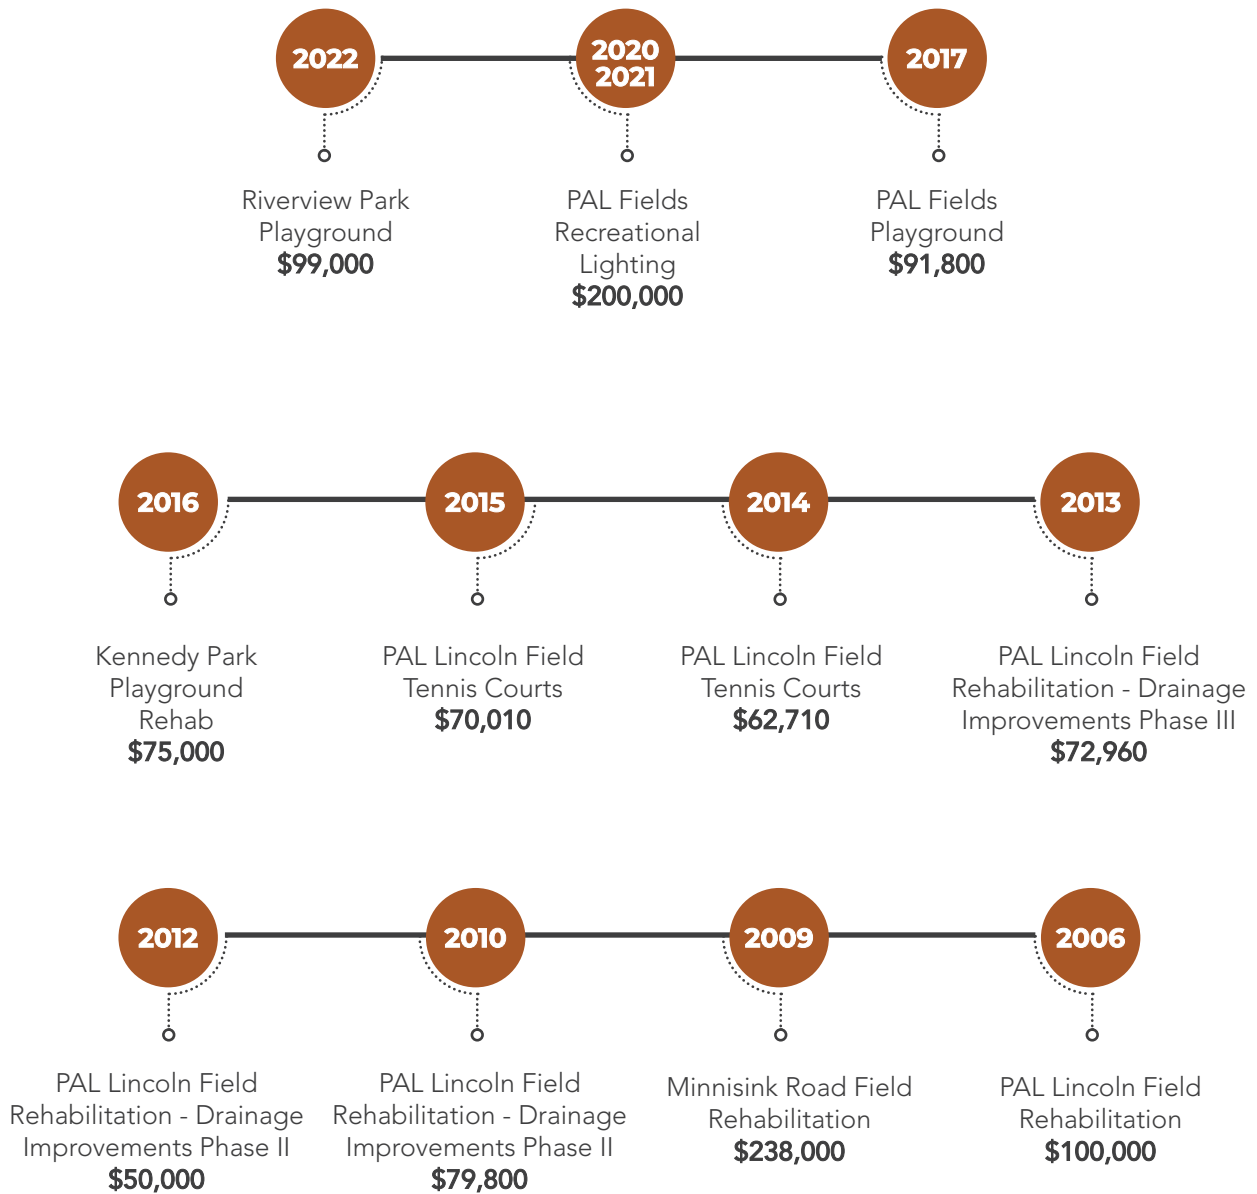 2022
2020
2021
2017
Riverview Park
Playground
$99,000
PAL Fields
Recreational
Lighting
$200,000
PAL Fields
Playground
$91,800
2016
2015
2014
2013
Kennedy Park
Playground
Rehab
$75,000
PAL Lincoln Field
Tennis Courts
$70,010
PAL Lincoln Field
Tennis Courts
$62,710
PAL Lincoln Field
Rehabilitation - Drainage
Improvements Phase III
$72,960
2012
2010
2009
2006
PAL Lincoln Field
Rehabilitation - Drainage
Improvements Phase II
$50,000
PAL Lincoln Field
Rehabilitation - Drainage
Improvements Phase II
$79,800
Minnisink Road Field
Rehabilitation
$238,000
PAL Lincoln Field
Rehabilitation
$100,000